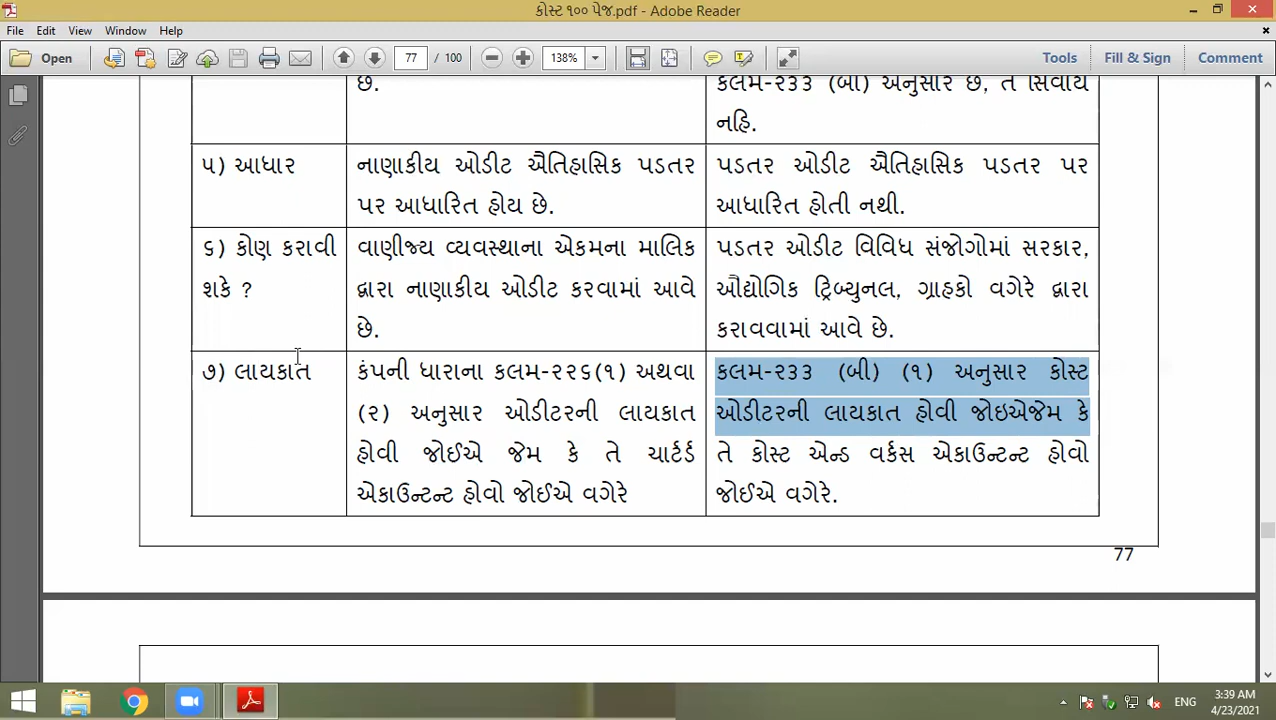 કોસ્ટ ૧૦૦ પેજ.pdf - Adobe Reader
File Edit View Window Help
Open 77 / 100 138% Tools Fill & Sign Comment
છે. કલમ-૨૩૩ (બી) અનુસાર છે, તે સિવાય
નહિ.
૫) આધાર નાણાકીય ઓડીટ ઐતિહાસિક પડતર પડતર ઓડીટ ઐતિહાસિક પડતર પર
પર આધારિત હોય છે. આધારિત હોતી નથી.
૬) કોણ કરાવી વાણીજ્ય વ્યવસ્થાના એકમના માલિક પડતર ઓડીટ વિવિધ સંજોગોમાં સરકાર,
શકે ? દ્વારા નાણાકીય ઓડીટ કરવામાં આવે ઔદ્યોગિક ટ્રિબ્યુનલ, ગ્રાહકો વગેરે દ્વારા
છે. કરાવવામાં આવે છે.
૭) લાયકાત કંપની ધારાના કલમ-૨૨૬(૧) અથવા કલમ-૨૩૩ (બી) (૧) અનુસાર કોસ્ટ
(૨) અનુસાર ઓડીટરની લાયકાત ઓડીટરની લાયકાત હોવી જોઇએજેમ કે
હોવી જોઈએ જેમ કે તે ચાર્ટર્ડ તે કોસ્ટ એન્ડ વર્કસ એકાઉન્ટન્ટ હોવો
એકાઉન્ટન્ટ હોવો જોઈએ વગેરે જોઈએ વગેરે.
77
ENG 3:39 AM
4/23/2021